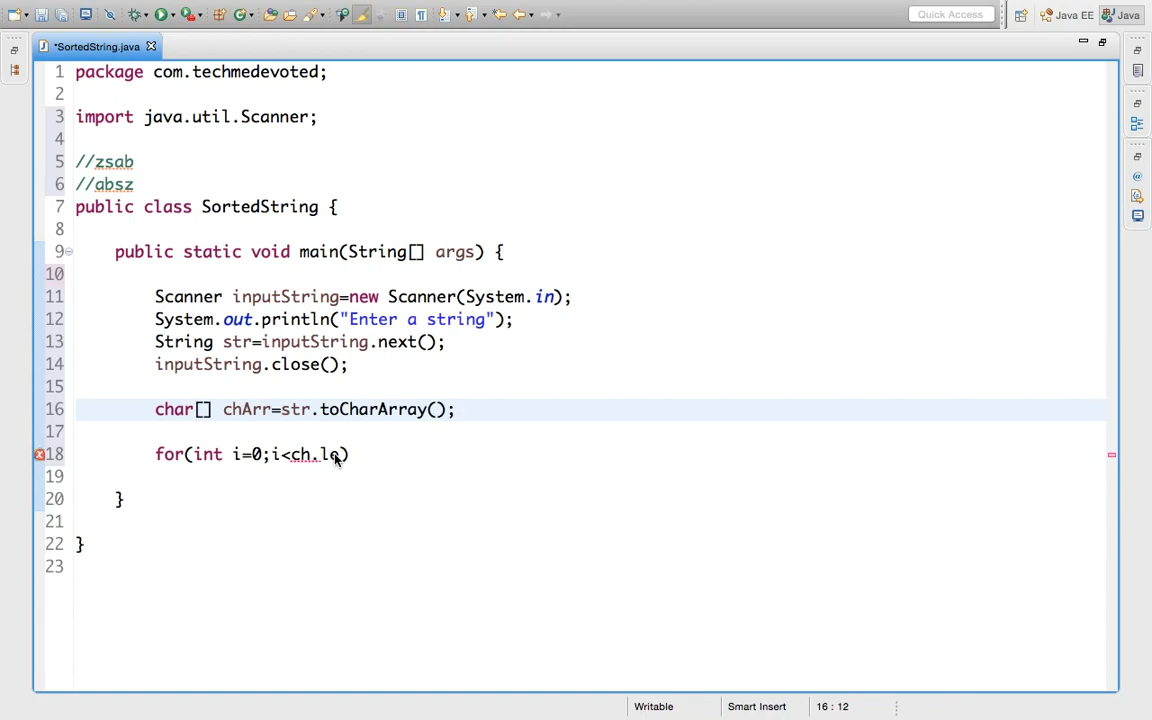 Quick Access
Java EE
Java
*SortedString.java
1 package com.techmedevoted;
2
3 import java.util.Scanner;
4
5 //zsab
6 //absz
7 public class SortedString {
8
9 public static void main(String[] args) {
10
11 Scanner inputString=new Scanner(System.in);
12 System.out.println("Enter a string");
13 String str=inputString.next();
14 inputString.close();
15
16 char[] chArr=str.toCharArray();
17
18 for(int i=0;i<ch.le)
19
20 }
21
22 }
23
Writable
Smart Insert
16 : 12